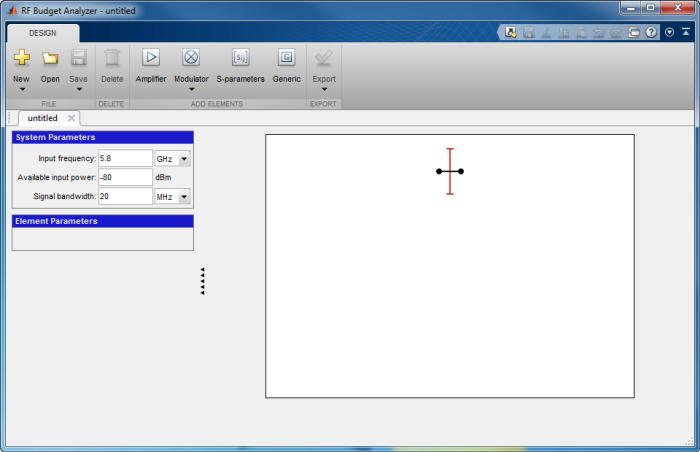 RF Budget Analyzer - untitled
DESIGN
New Open Save Delete Amplifier Modulator S-parameters Generic Export
FILE DELETE ADD ELEMENTS EXPORT
untitled
System Parameters
Input frequency: 5.8 GHz
Available input power: -80 dBm
Signal bandwidth: 20 MHz
Element Parameters